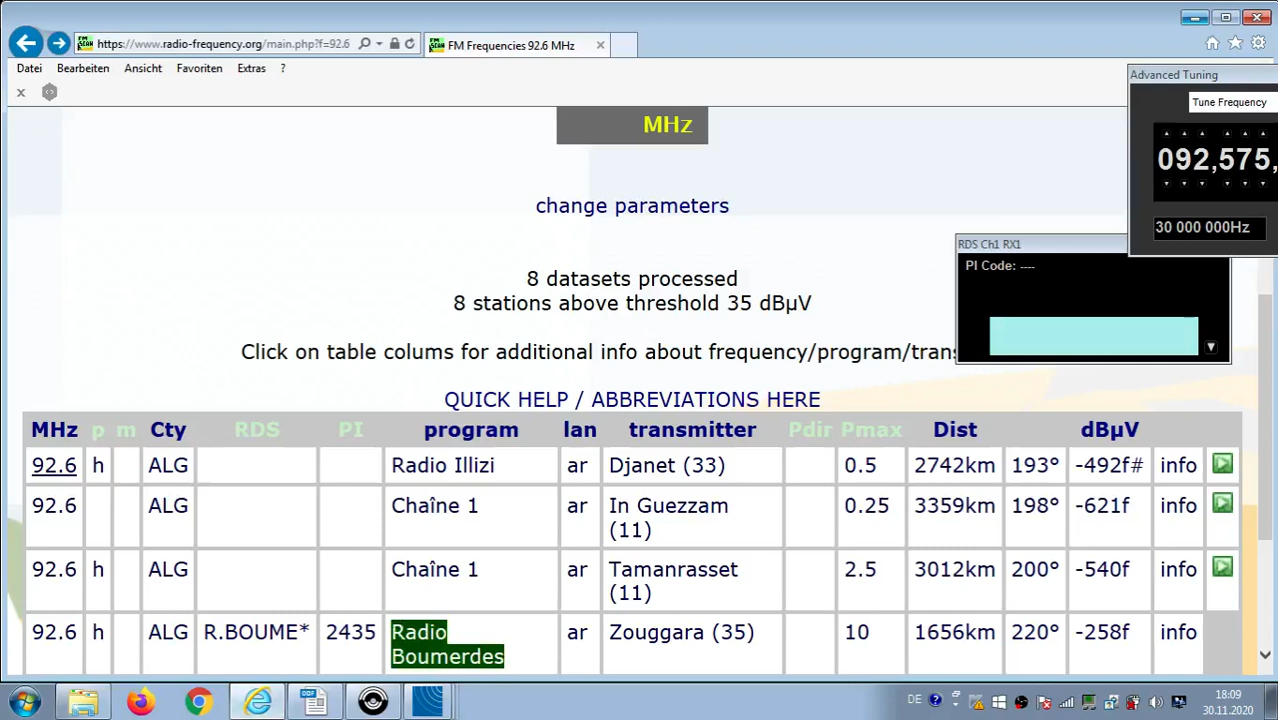 https://www.radio-frequency.org/main.php?f=92.6
FM Frequencies 92.6 MHz
Datei Bearbeiten Ansicht Favoriten Extras ?
Advanced Tuning
Tune Frequency
092,575,
30 000 000Hz
MHz
change parameters
RDS Ch1 RX1
PI Code: ----
8 datasets processed
8 stations above threshold 35 dBµV
Click on table colums for additional info about frequency/program/trans
QUICK HELP / ABBREVIATIONS HERE
MHz p m Cty RDS PI program lan transmitter Pdir Pmax Dist dBµV
92.6 h ALG Radio Illizi ar Djanet (33) 0.5 2742km 193° -492f# info
92.6 h ALG Chaîne 1 ar In Guezzam (11) 0.25 3359km 198° -621f info
92.6 h ALG Chaîne 1 ar Tamanrasset (11) 2.5 3012km 200° -540f info
92.6 h ALG R.BOUME* 2435 Radio Boumerdes ar Zouggara (35) 10 1656km 220° -258f info
DE
18:09
30.11.2020